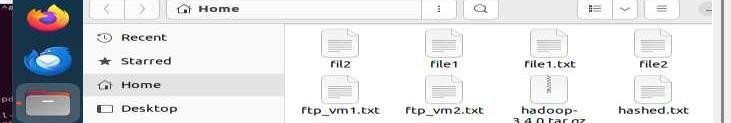 Home
Recent
Starred
Home
Desktop
fil2
file1
file1.txt
file2
ftp_vm1.txt
ftp_vm2.txt
hadoop-
3.4.0.tar.gz
hashed.txt